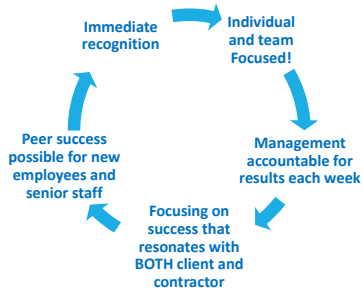 Immediate
recognition
Individual
and team
Focused!
Management
accountable for
results each week
Focusing on
success that
resonates with
BOTH client and
contractor
Peer success
possible for new
employees and
senior staff